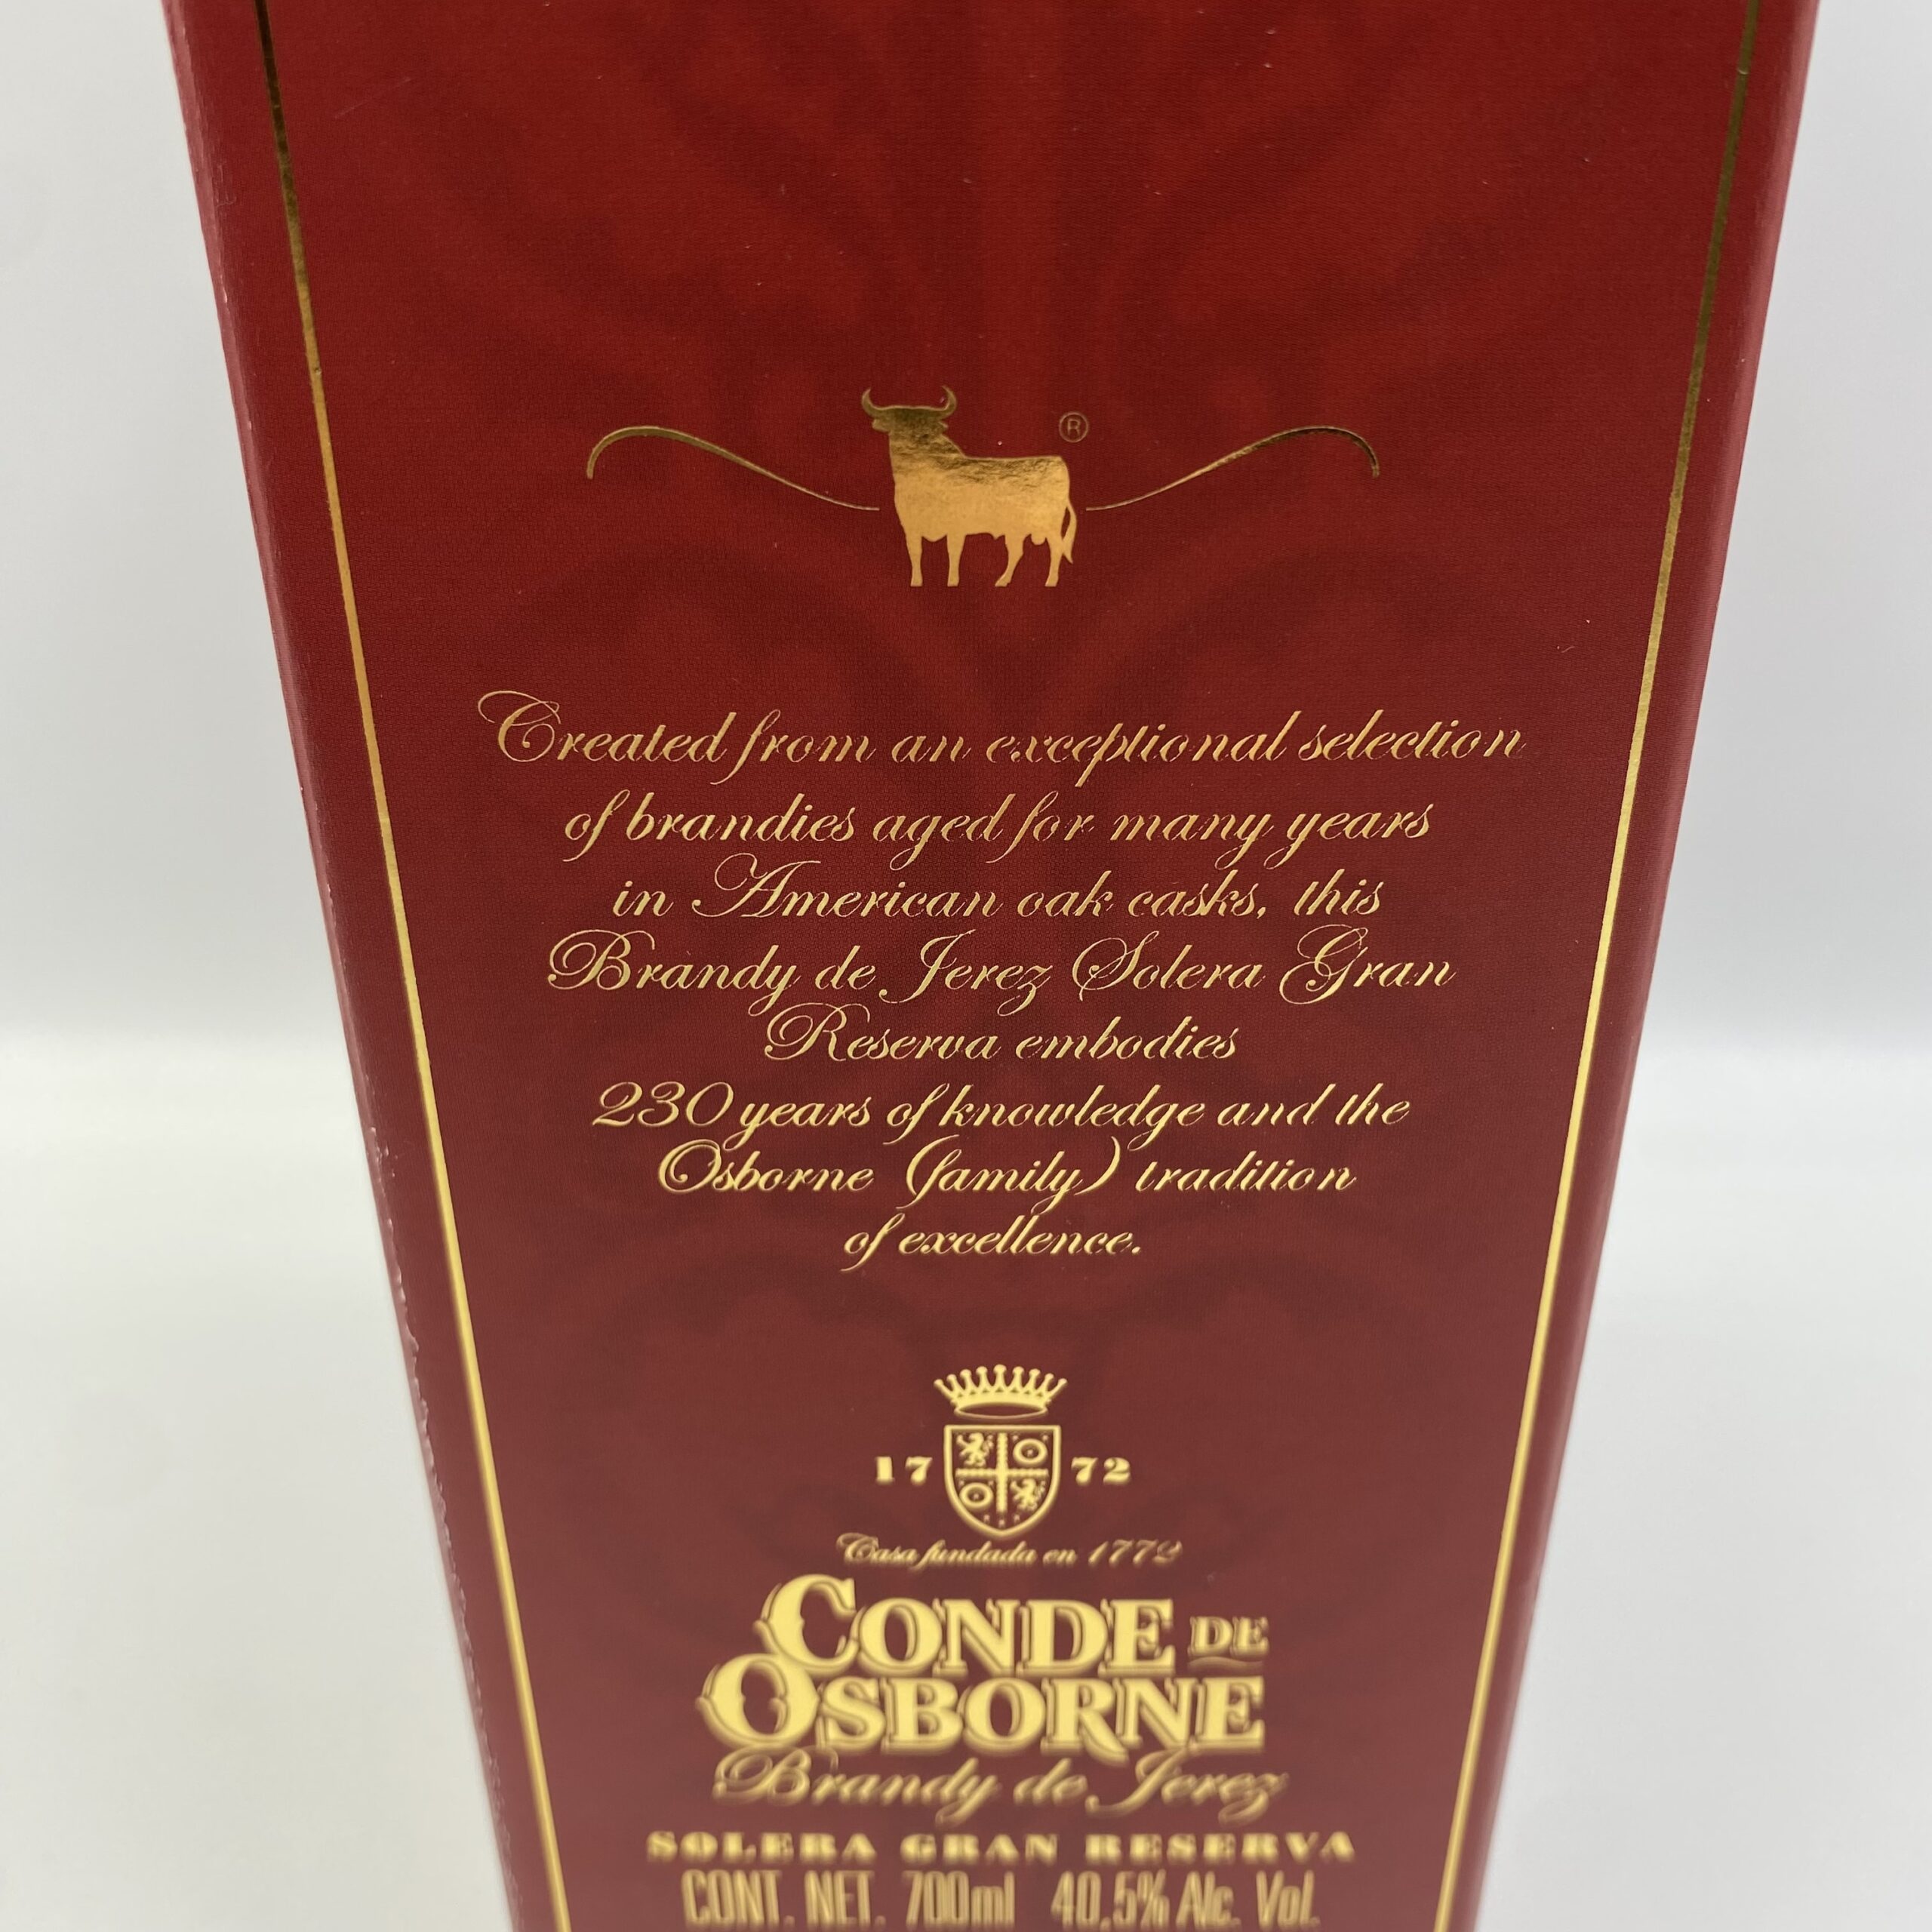 ®
Created from an exceptional selection
of brandies aged for many years
in American oak casks, this
Brandy de Jerez Solera Gran
Reserva embodies
230 years of knowledge and the
Osborne (family) tradition
of excellence.
17 72
Casa fundada en 1772
CONDE DE
OSBORNE
Brandy de Jerez
SOLERA GRAN RESERVA
CONT. NET. 700ml 40,5% Alc. Vol.